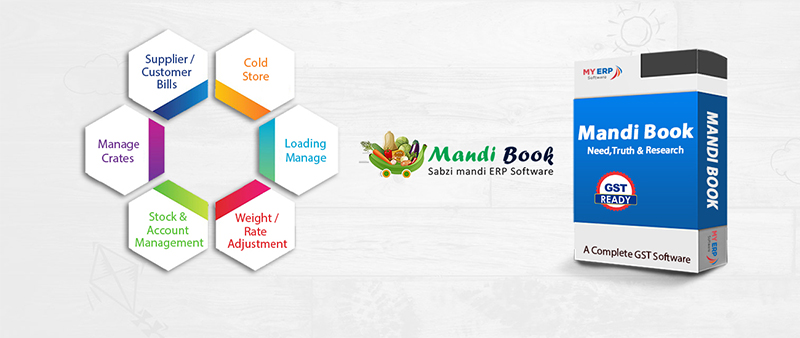 Supplier /
Customer
Bills
Cold
Store
Manage
Crates
Loading
Manage
Stock &
Account
Management
Weight /
Rate
Adjustment
Mandi Book
Sabzi mandi ERP Software
MY ERP
Software
Mandi Book
Need,Truth & Research
GST
READY
A Complete GST Software
MANDI BOOK
MY ERP
Software